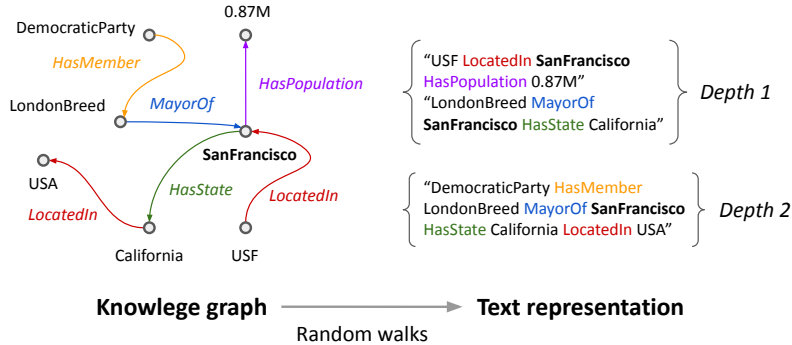 DemocraticParty
0.87M
HasMember
HasPopulation
LondonBreed
MayorOf
SanFrancisco
USA
HasState
LocatedIn
LocatedIn
California
USF
“USF LocatedIn SanFrancisco
HasPopulation 0.87M”
“LondonBreed MayorOf
SanFrancisco HasState California”
Depth 1
“DemocraticParty HasMember
LondonBreed MayorOf SanFrancisco
HasState California LocatedIn USA”
Depth 2
Knowlege graph
Text representation
Random walks